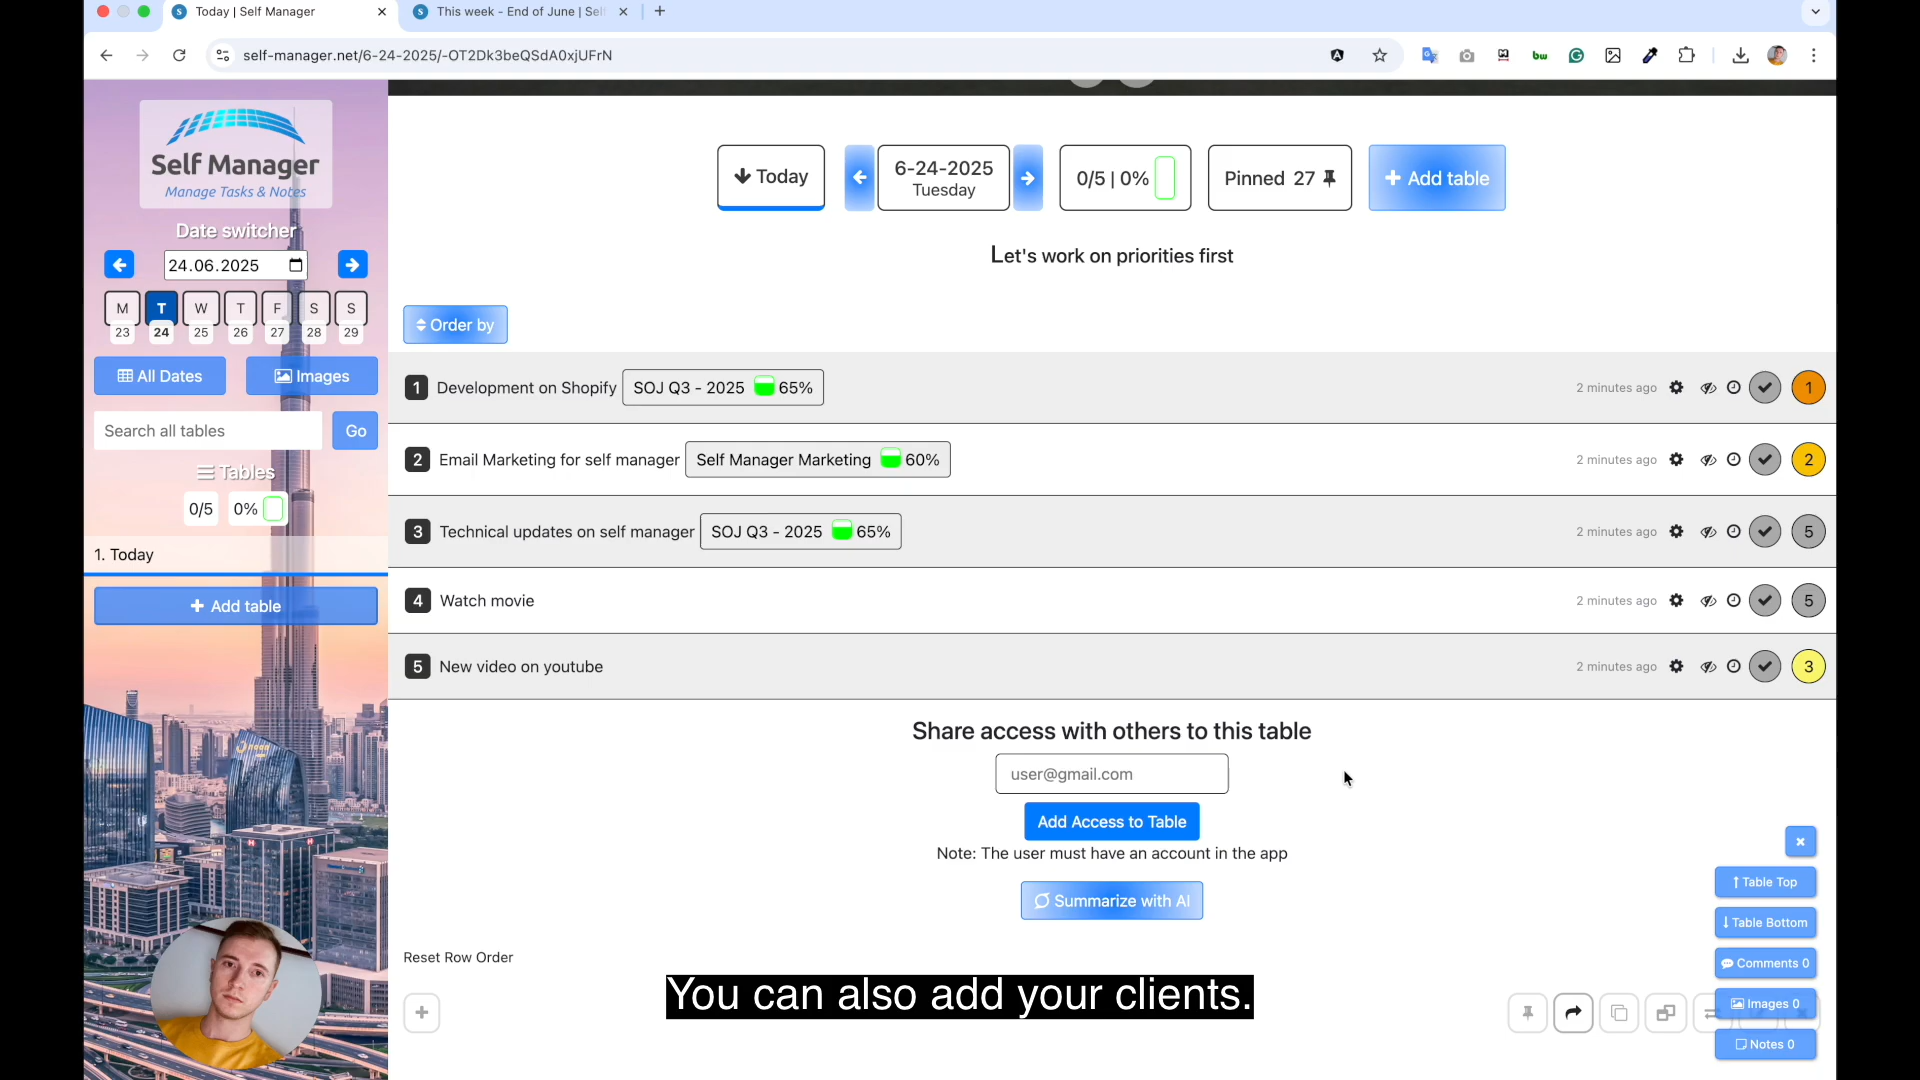 Today | Self Manager
This week - End of June | Self
self-manager.net/6-24-2025/-OT2Dk3beQSdA0xjUFrN
Self Manager
Manage Tasks & Notes
Date switcher
24.06.2025
M T W T F S S
23 24 25 26 27 28 29
All Dates
Images
Search all tables
Go
Tables
0/5
0%
1. Today
Add table
Today
6-24-2025
Tuesday
0/5 | 0%
Pinned 27
Add table
Let's work on priorities first
Order by
1 Development on Shopify SOJ Q3 - 2025 65% 2 minutes ago 1
2 Email Marketing for self manager Self Manager Marketing 60% 2 minutes ago 2
3 Technical updates on self manager SOJ Q3 - 2025 65% 2 minutes ago 5
4 Watch movie 2 minutes ago 5
5 New video on youtube 2 minutes ago 3
Share access with others to this table
user@gmail.com
Add Access to Table
Note: The user must have an account in the app
Summarize with AI
Reset Row Order
Table Top
Table Bottom
Comments 0
Images 0
Notes 0
You can also add your clients.